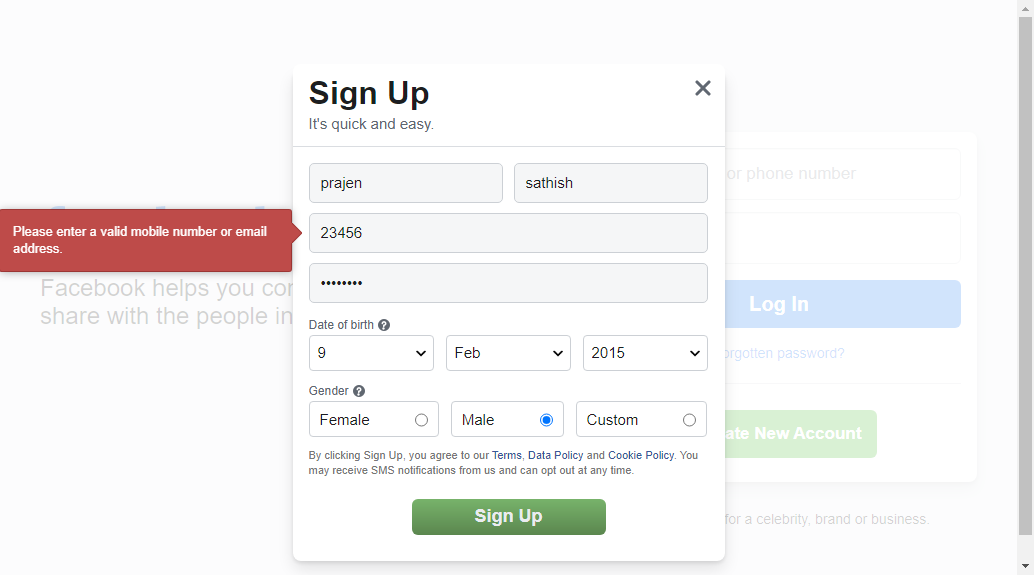 Sign Up
It's quick and easy.
prajen
sathish
or phone number
Please enter a valid mobile number or email
address.
23456
••••••••
Facebook helps you con
share with the people in
Log In
Date of birth
9
Feb
2015
orgotten password?
Gender
Female
Male
Custom
ate New Account
By clicking Sign Up, you agree to our Terms, Data Policy and Cookie Policy. You
may receive SMS notifications from us and can opt out at any time.
Sign Up
for a celebrity, brand or business.